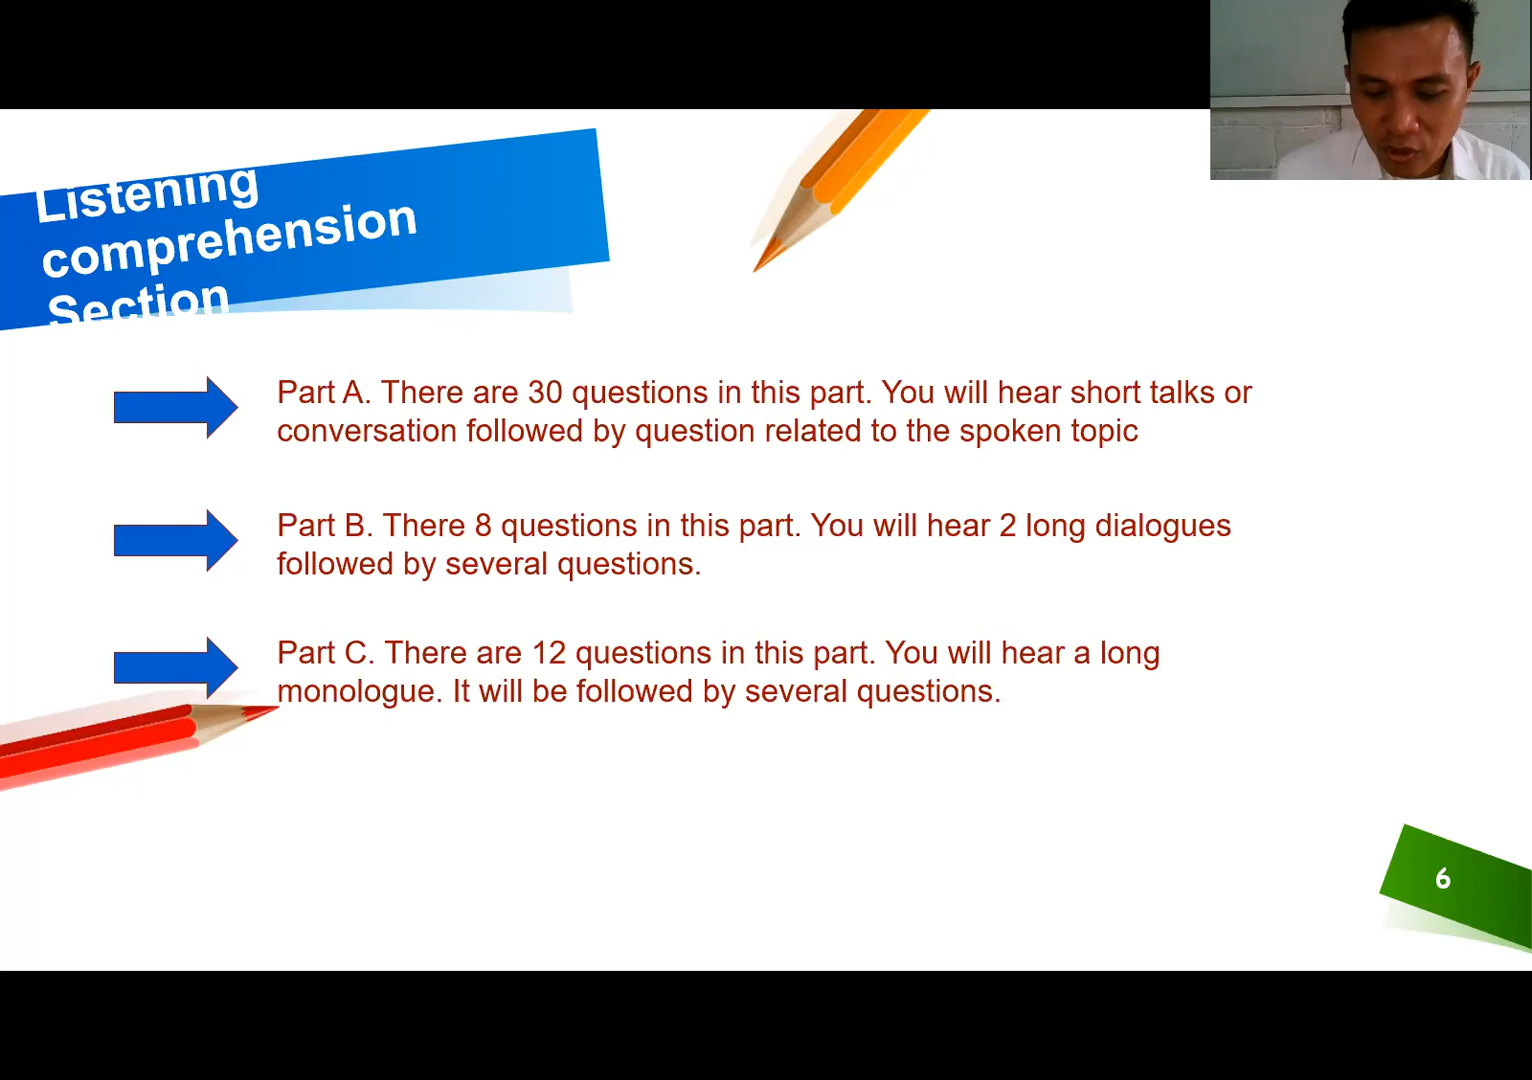 Listening
comprehension
Section
Part A. There are 30 questions in this part. You will hear short talks or
conversation followed by question related to the spoken topic
Part B. There 8 questions in this part. You will hear 2 long dialogues
followed by several questions.
Part C. There are 12 questions in this part. You will hear a long
monologue. It will be followed by several questions.
6